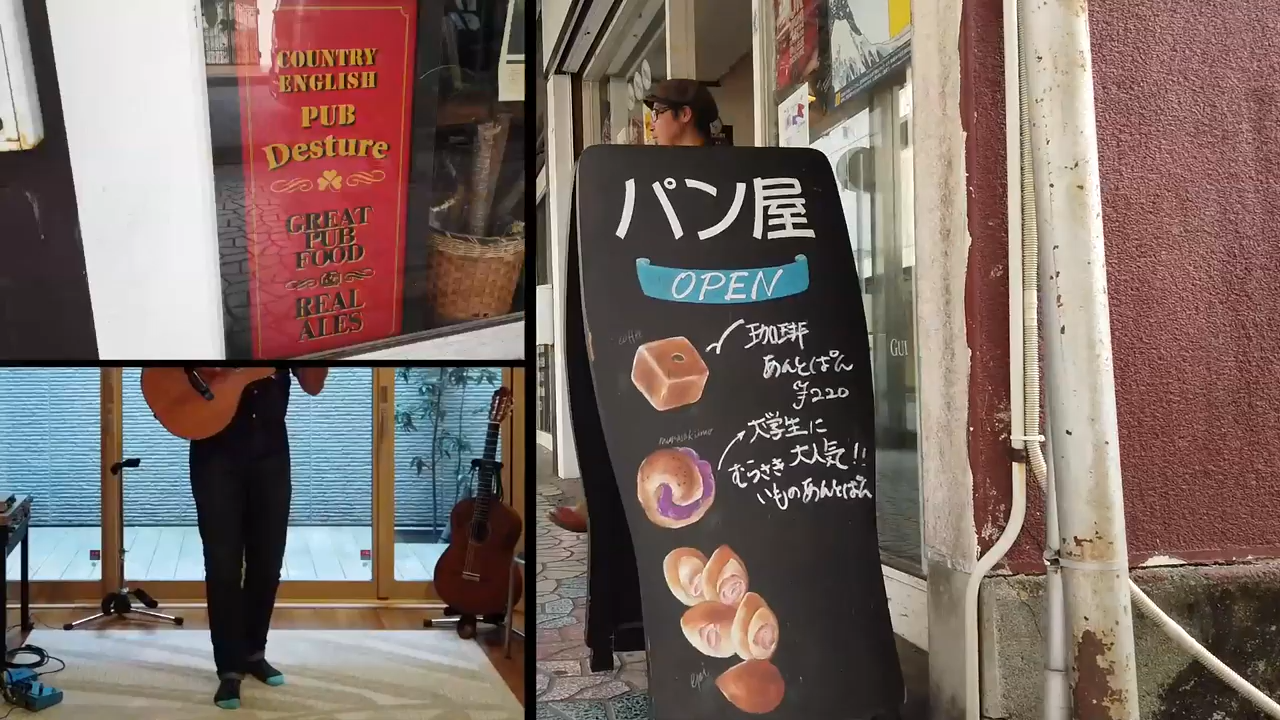 COUNTRY
ENGLISH
PUB
Desture
GREAT
PUB
FOOD
REAL
ALES
パン屋
OPEN
coffee
珈琲
あんとぱん
¥220
大学生に
大人気!!
むらさき
いものあんとぱん
GUI